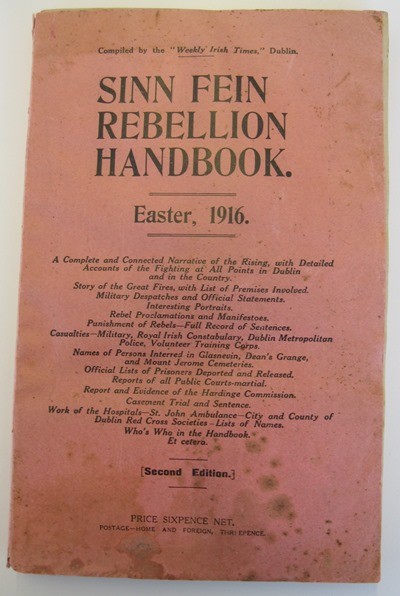 Compiled by the "Weekly Irish Times," Dublin.
SINN FEIN
REBELLION
HANDBOOK.
Easter, 1916.
A Complete and Connected Narrative of the Rising, with Detailed
Accounts of the Fighting at All Points in Dublin
and in the Country.
Story of the Great Fires, with List of Premises Involved.
Military Despatches and Official Statements.
Interesting Portraits.
Rebel Proclamations and Manifestoes.
Punishment of Rebels—Full Record of Sentences.
Casualties—Military, Royal Irish Constabulary, Dublin Metropolitan
Police, Volunteer Training Corps.
Names of Persons Interred in Glasnevin, Dean's Grange,
and Mount Jerome Cemeteries.
Official Lists of Prisoners Deported and Released.
Reports of all Public Courts-martial.
Report and Evidence of the Hardinge Commission.
Casement Trial and Sentence.
Work of the Hospitals—St. John Ambulance—City and County of
Dublin Red Cross Societies—Lists of Names.
Who's Who in the Handbook.
Et cetera.
[Second Edition.]
PRICE SIXPENCE NET.
POSTAGE—HOME AND FOREIGN, THREEPENCE.